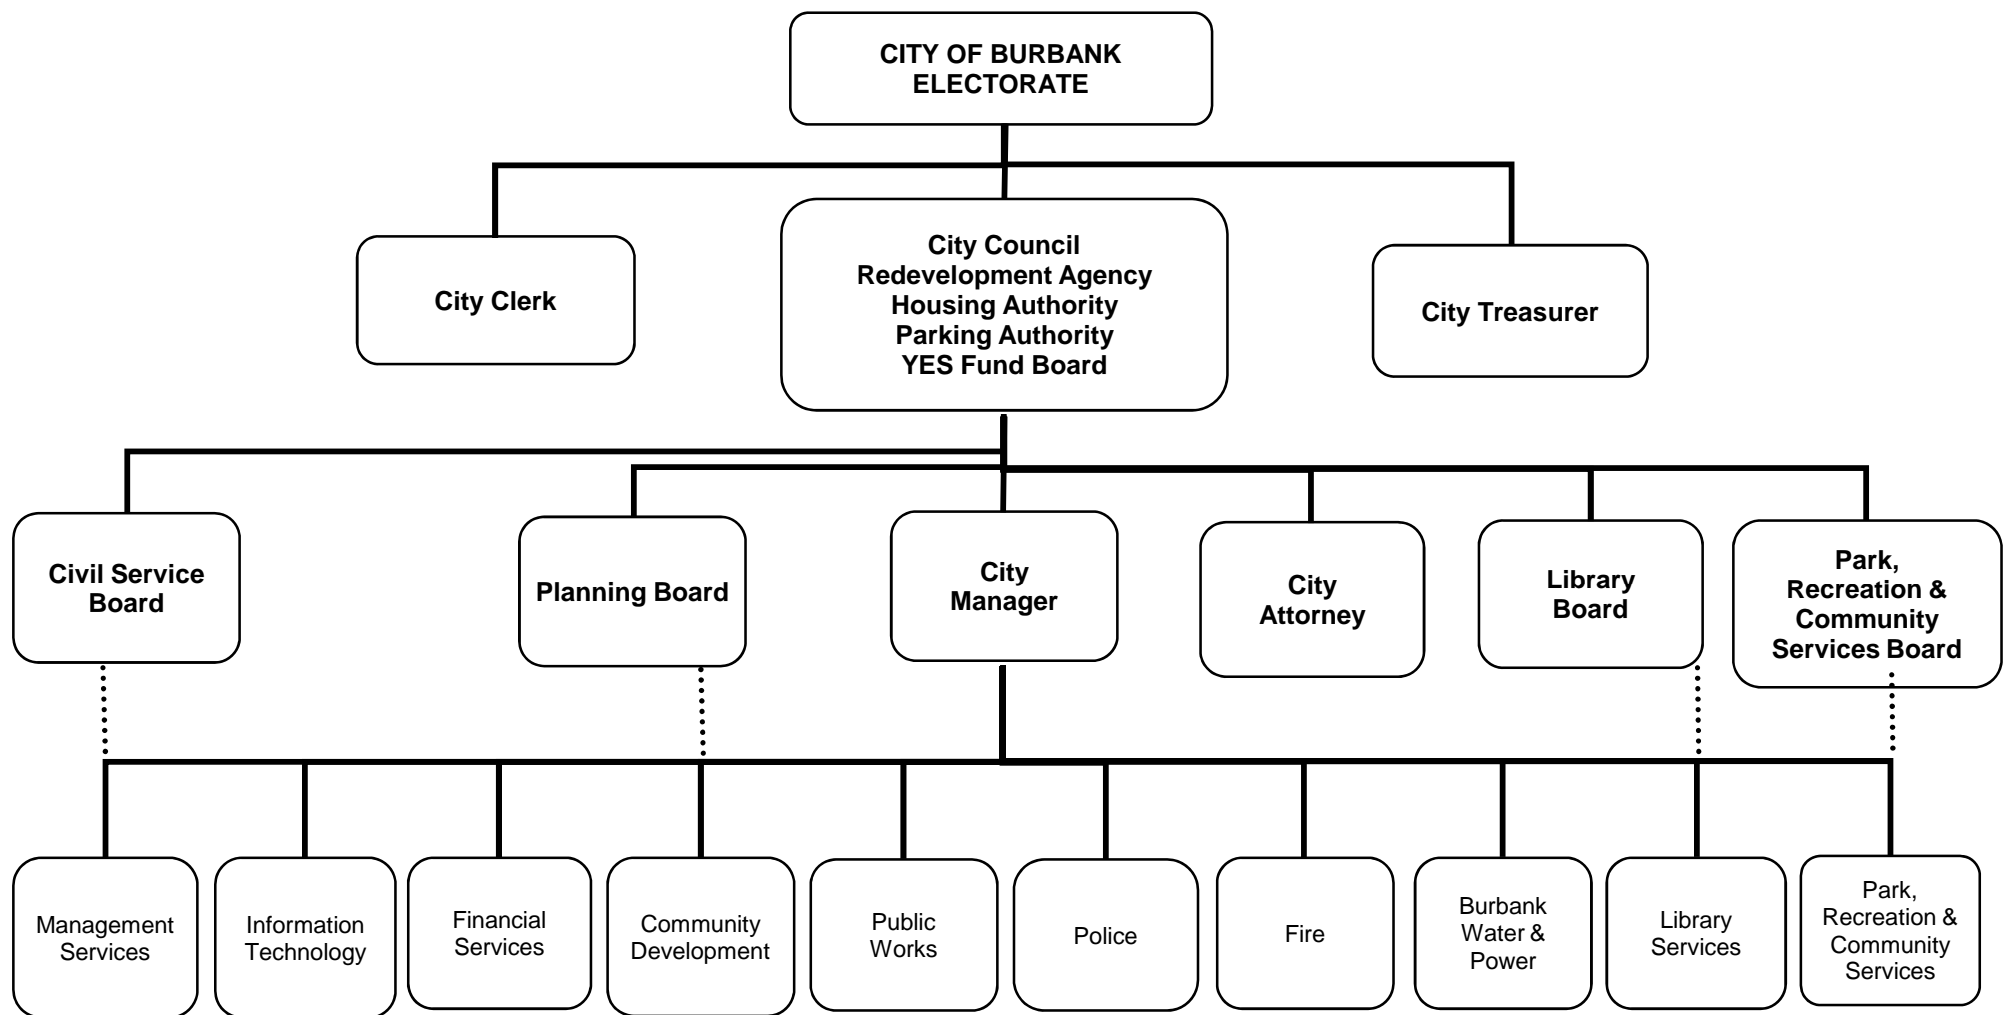 CITY OF BURBANK
ELECTORATE
City Clerk
City Council
Redevelopment Agency
Housing Authority
Parking Authority
YES Fund Board
City Treasurer
Civil Service
Board
Planning Board
City
Manager
City
Attorney
Library
Board
Park,
Recreation &
Community
Services Board
Management
Services
Information
Technology
Financial
Services
Community
Development
Public
Works
Police
Fire
Burbank
Water &
Power
Library
Services
Park,
Recreation &
Community
Services